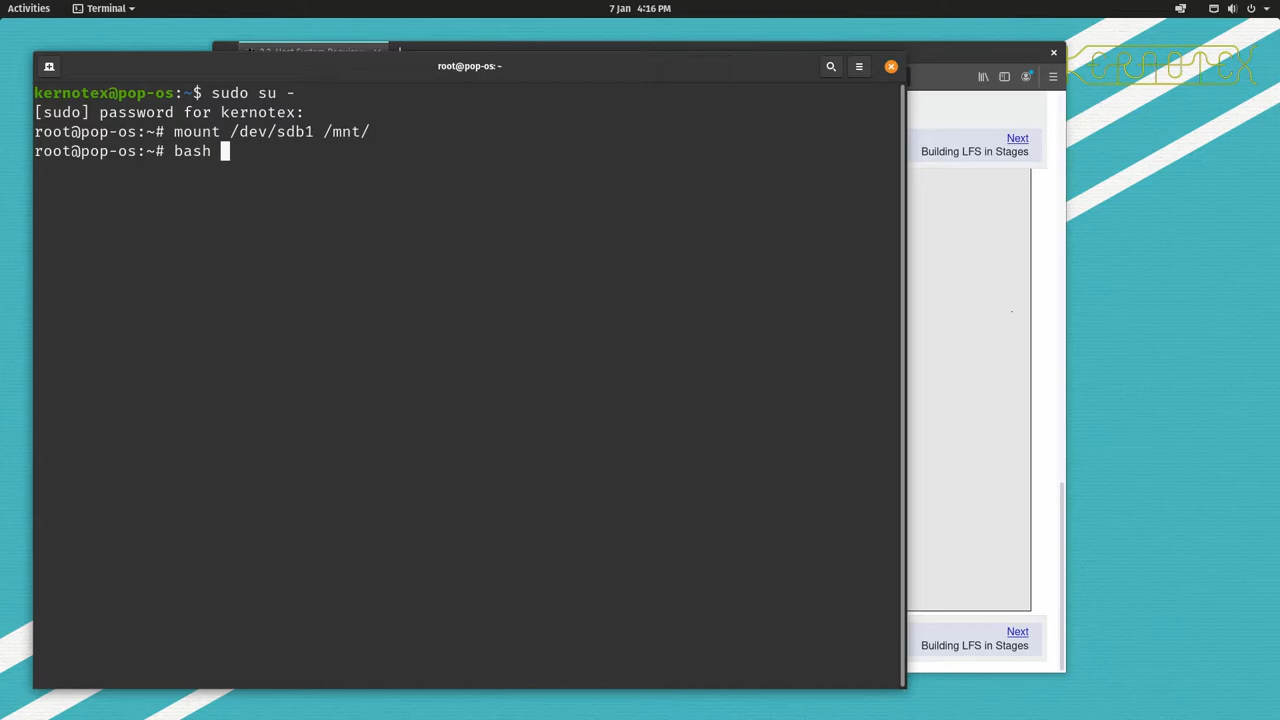 Activities
Terminal
7 Jan 4:16 PM
root@pop-os: ~
KERNOTEX
kernotex@pop-os:~$ sudo su -
[sudo] password for kernotex:
root@pop-os:~# mount /dev/sdb1 /mnt/
root@pop-os:~# bash
Next
Building LFS in Stages
Next
Building LFS in Stages